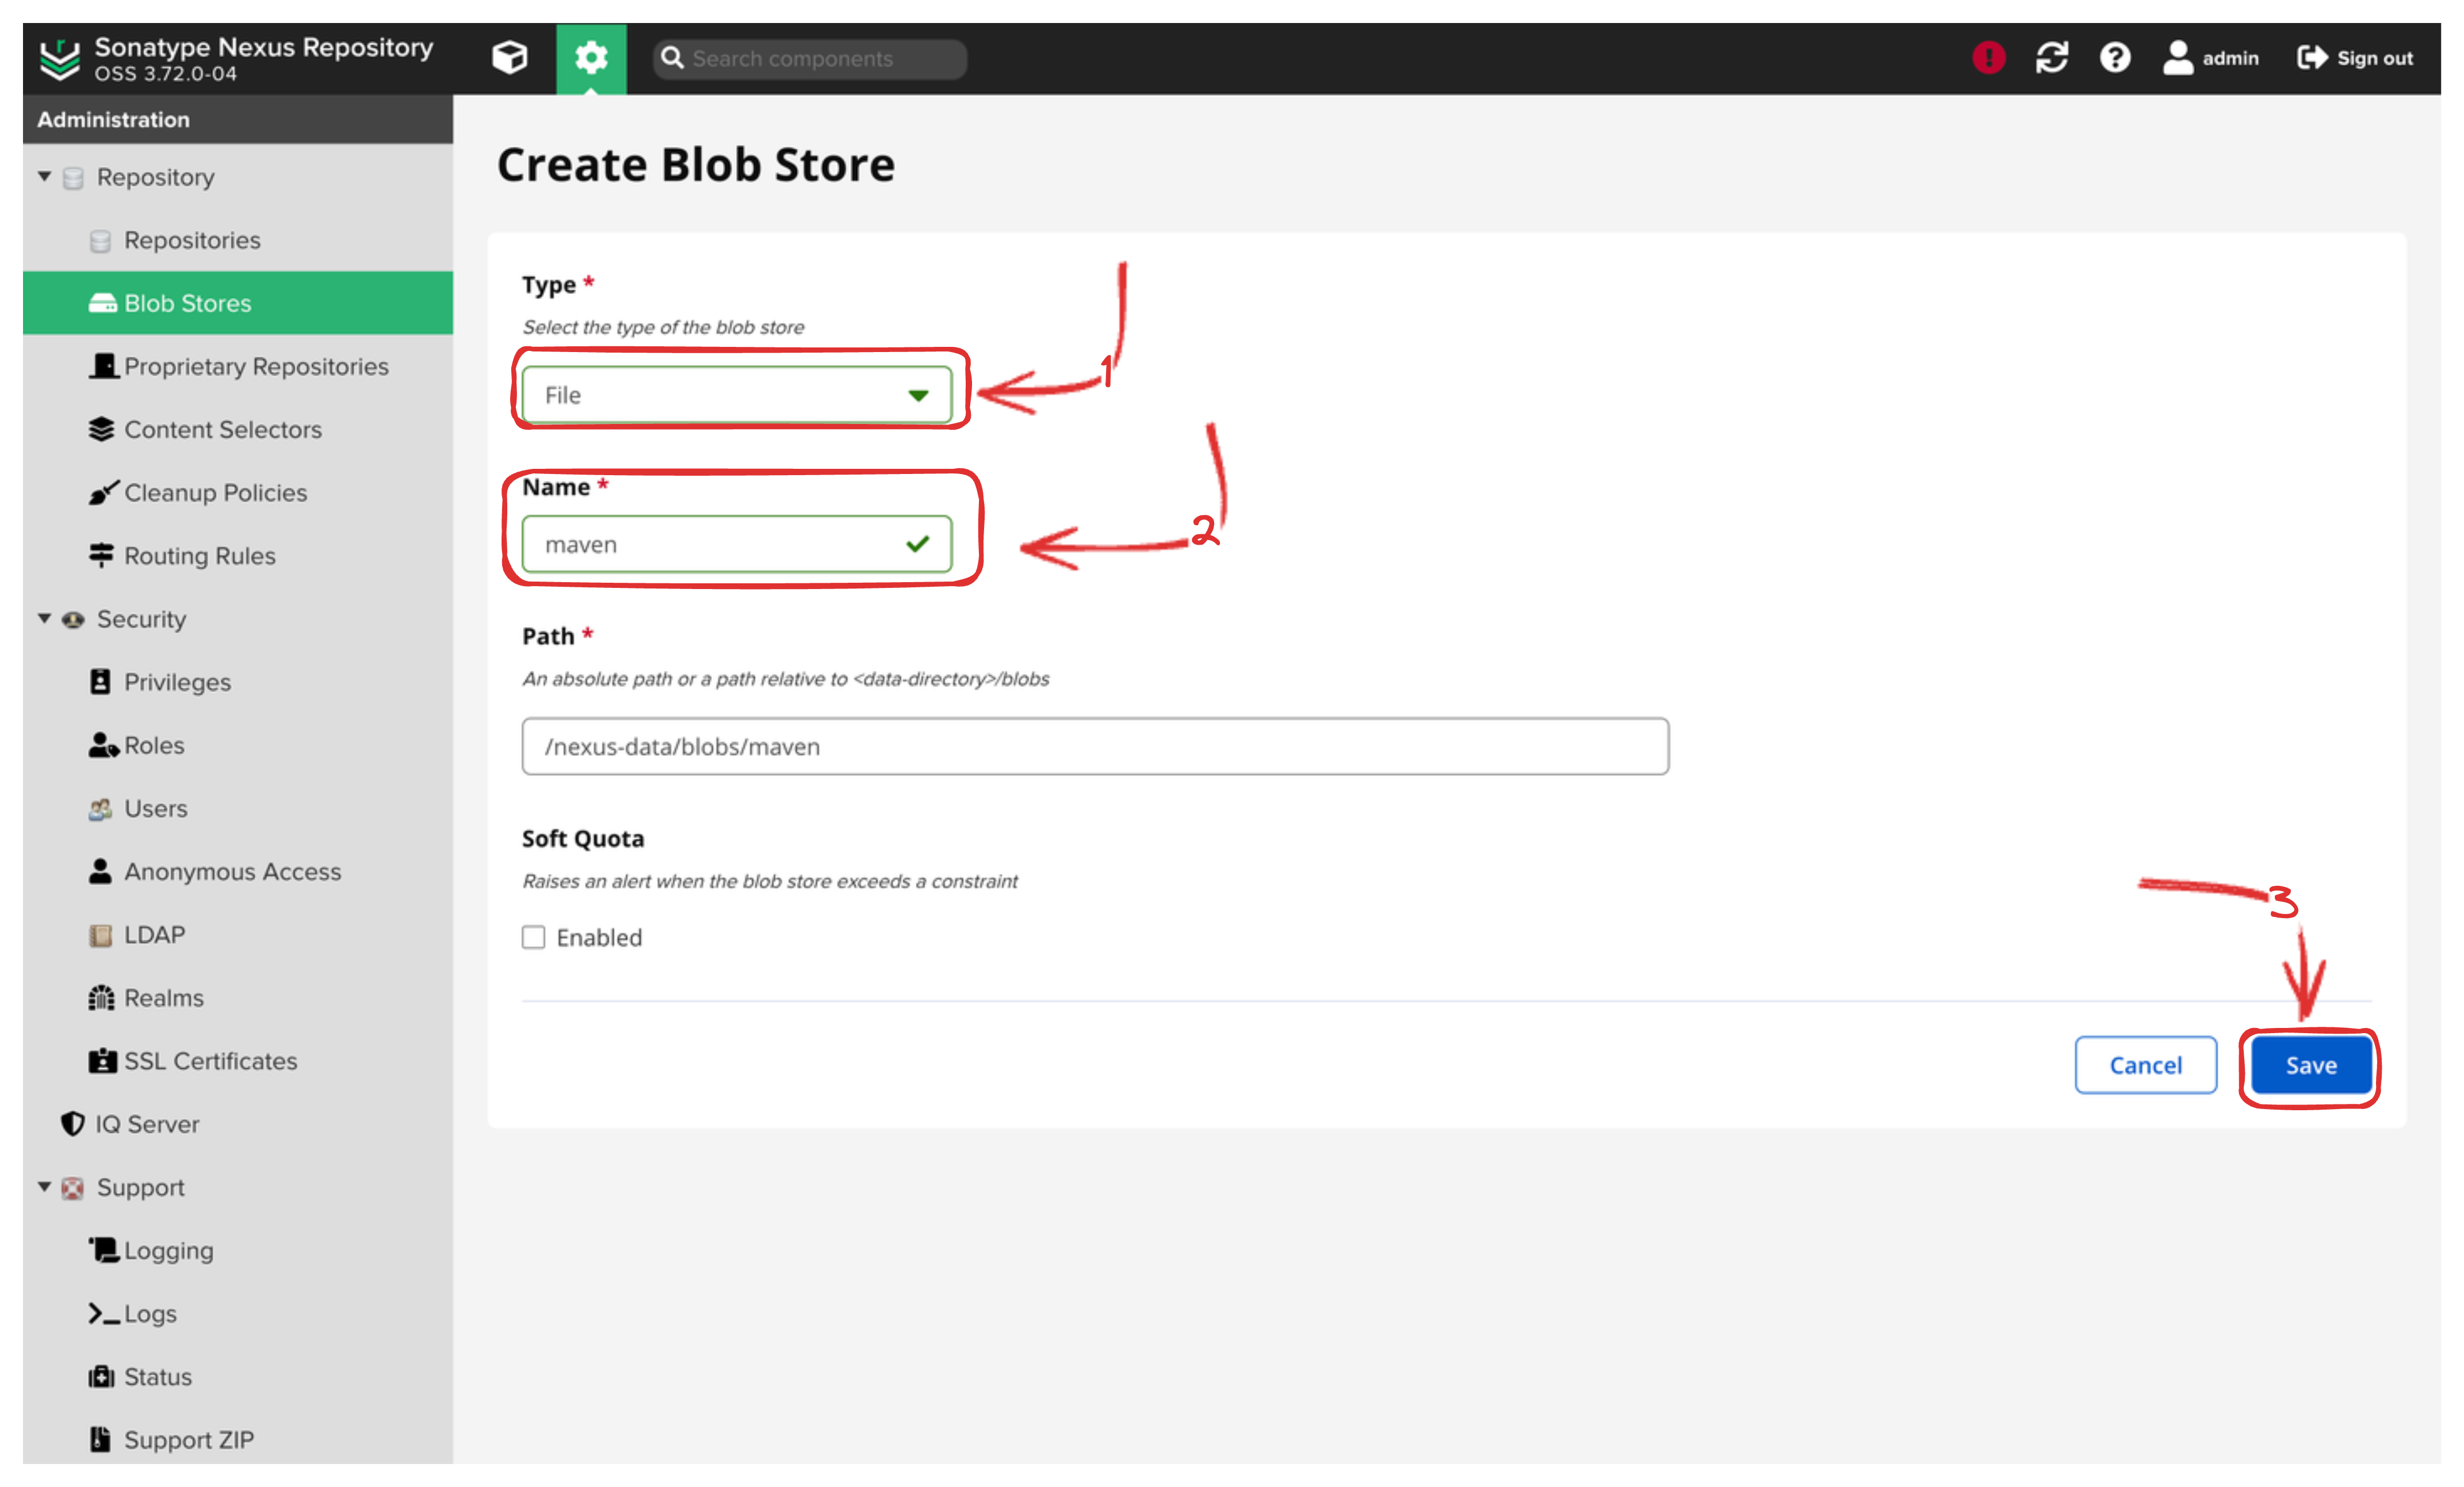 Sonatype Nexus Repository
OSS 3.72.0-04
Search components
admin
Sign out
Administration
Repository
Repositories
Blob Stores
Proprietary Repositories
Content Selectors
Cleanup Policies
Routing Rules
Security
Privileges
Roles
Users
Anonymous Access
LDAP
Realms
SSL Certificates
IQ Server
Support
Logging
Logs
Status
Support ZIP
Create Blob Store
Type *
Select the type of the blob store
File
1
Name *
maven
2
Path *
An absolute path or a path relative to <data-directory>/blobs
/nexus-data/blobs/maven
Soft Quota
Raises an alert when the blob store exceeds a constraint
Enabled
3
Cancel
Save